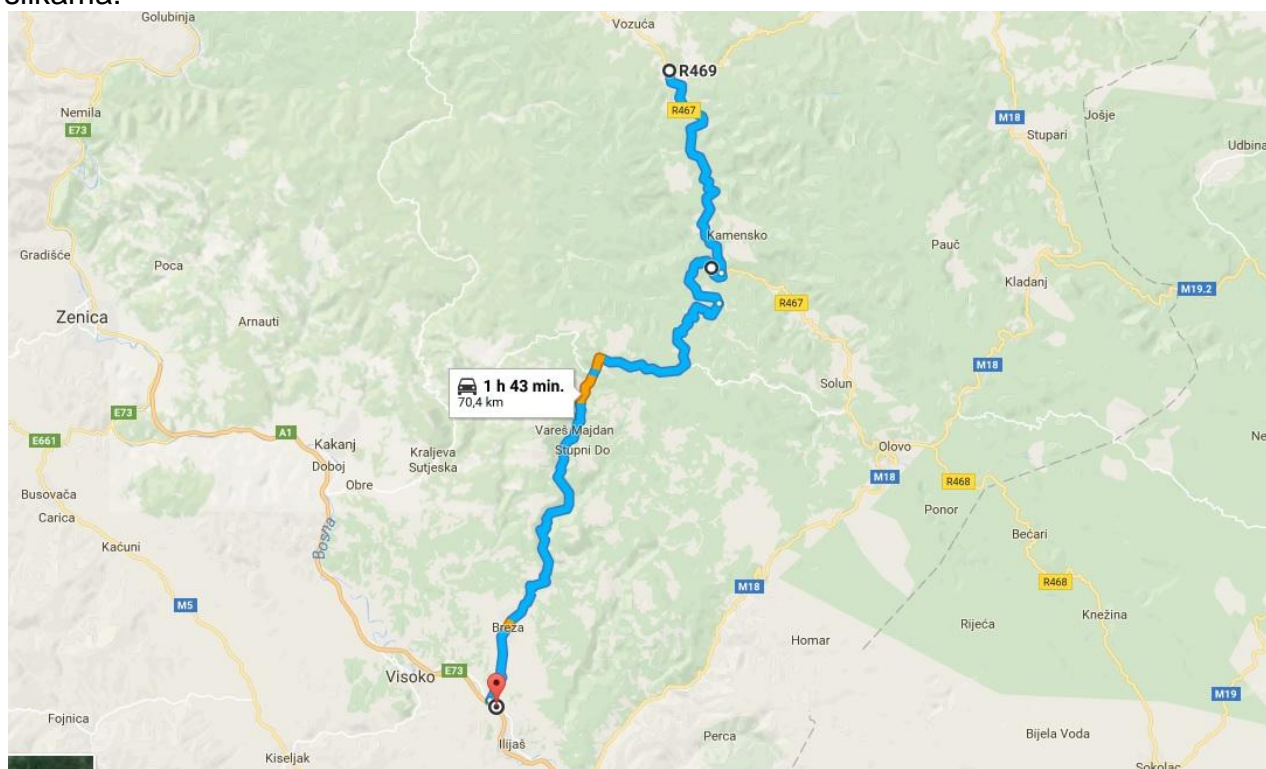 slikama:
Golubinja
Vozuća
R469
R467
Nemila
E73
M18
Stupari
Jošje
Udbina
Kamensko
Gradišće
Poca
Pauč
Kladanj
R467
M19.2
Zenica
Arnauti
1 h 43 min.
70,4 km
M18
Solun
E73
Vareš Majdan
Stupni Do
A1
E661
Kakanj
Doboj
Kraljeva
Sutjeska
Olovo
Ne
M18
R468
Obre
Busovača
Carica
Ponor
Bečari
Kaćuni
Bosna
M18
R468
M5
Knežina
Breza
Rijeća
Homar
Visoko
E73
M19
Fojnica
Ilijaš
Perca
Bijela Voda
Kiseljak
Sokolac